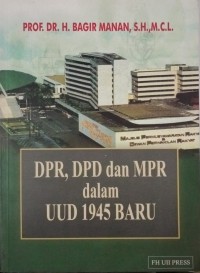 PROF. DR. H. BAGIR MANAN, S.H.,M.C.L.
MAJELIS PERMUSYAWARATAN RAKYAT
&
DEWAN PERWAKILAN RAKYAT
DPR, DPD dan MPR
dalam
UUD 1945 BARU
FH UII PRESS